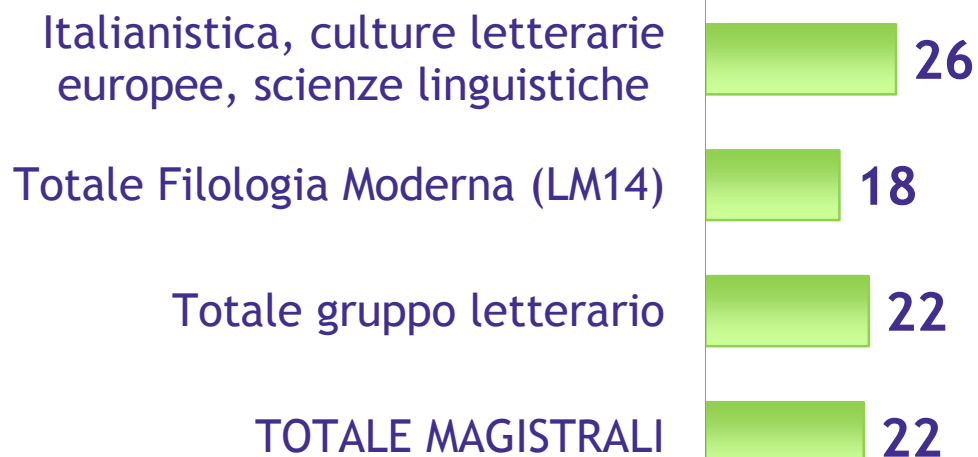 Italianistica, culture letterarie
europee, scienze linguistiche
26
Totale Filologia Moderna (LM14)
18
Totale gruppo letterario
22
TOTALE MAGISTRALI
22